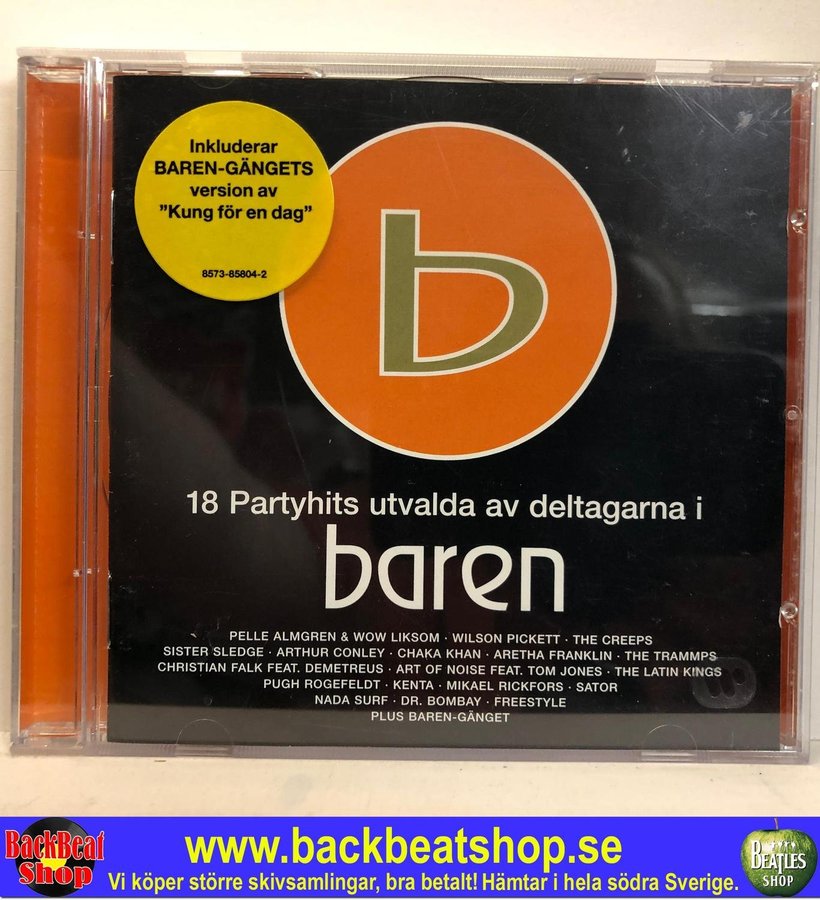 Inkluderar
BAREN-GÄNGETS
version av
”Kung för en dag”
8573-85804-2
b
18 Partyhits utvalda av deltagarna i
baren
PELLE ALMGREN & WOW LIKSOM · WILSON PICKETT · THE CREEPS
SISTER SLEDGE · ARTHUR CONLEY · CHAKA KHAN · ARETHA FRANKLIN · THE TRAMMPS
CHRISTIAN FALK FEAT. DEMETREUS · ART OF NOISE FEAT. TOM JONES · THE LATIN KINGS
PUGH ROGEFELDT · KENTA · MIKAEL RICKFORS · SATOR
NADA SURF · DR. BOMBAY · FREESTYLE
PLUS BAREN-GÄNGET
BackBeat
Shop
www.backbeatshop.se
Vi köper större skivsamlingar, bra betalt! Hämtar i hela södra Sverige.
BEATLES
SHOP